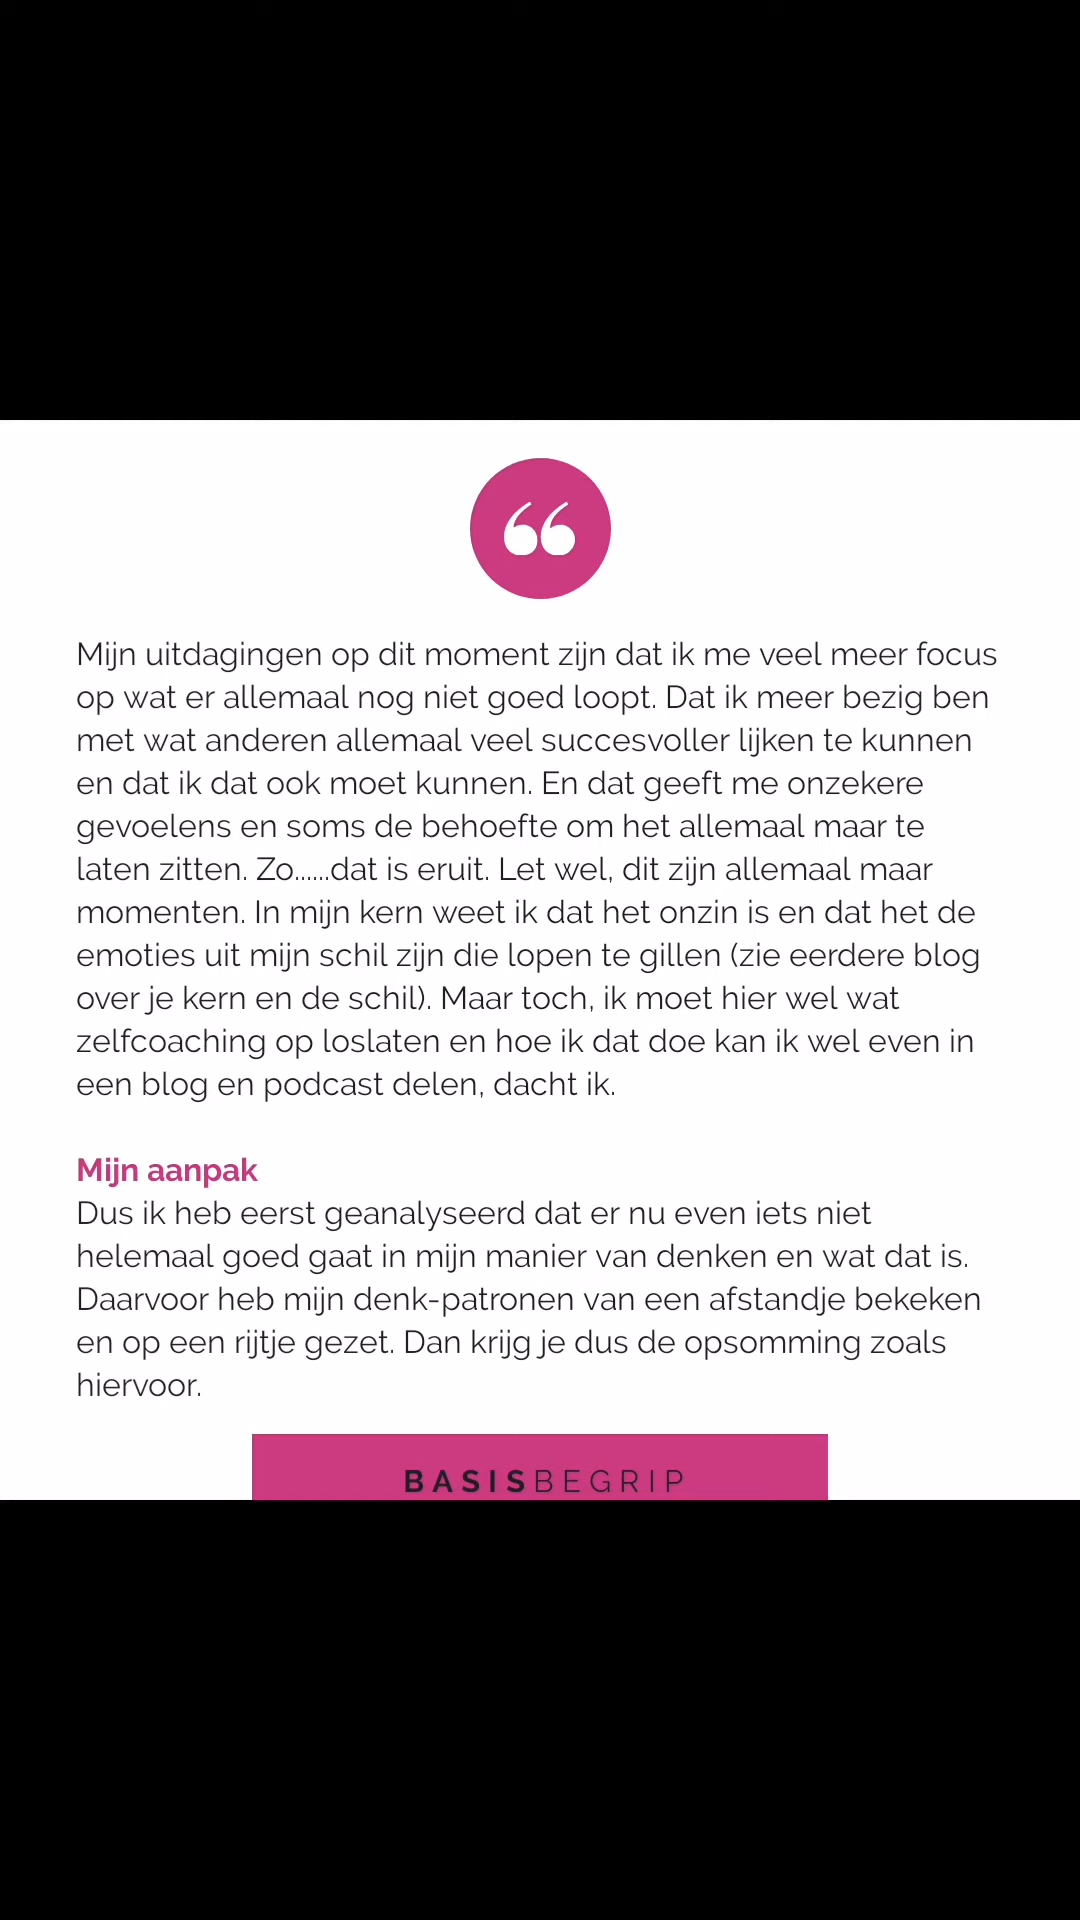 Mijn uitdagingen op dit moment zijn dat ik me veel meer focus
op wat er allemaal nog niet goed loopt. Dat ik meer bezig ben
met wat anderen allemaal veel succesvoller lijken te kunnen
en dat ik dat ook moet kunnen. En dat geeft me onzekere
gevoelens en soms de behoefte om het allemaal maar te
laten zitten. Zo......dat is eruit. Let wel, dit zijn allemaal maar
momenten. In mijn kern weet ik dat het onzin is en dat het de
emoties uit mijn schil zijn die lopen te gillen (zie eerdere blog
over je kern en de schil). Maar toch, ik moet hier wel wat
zelfcoaching op loslaten en hoe ik dat doe kan ik wel even in
een blog en podcast delen, dacht ik.
Mijn aanpak
Dus ik heb eerst geanalyseerd dat er nu even iets niet
helemaal goed gaat in mijn manier van denken en wat dat is.
Daarvoor heb mijn denk-patronen van een afstandje bekeken
en op een rijtje gezet. Dan krijg je dus de opsomming zoals
hiervoor.
BASISBEGRIP